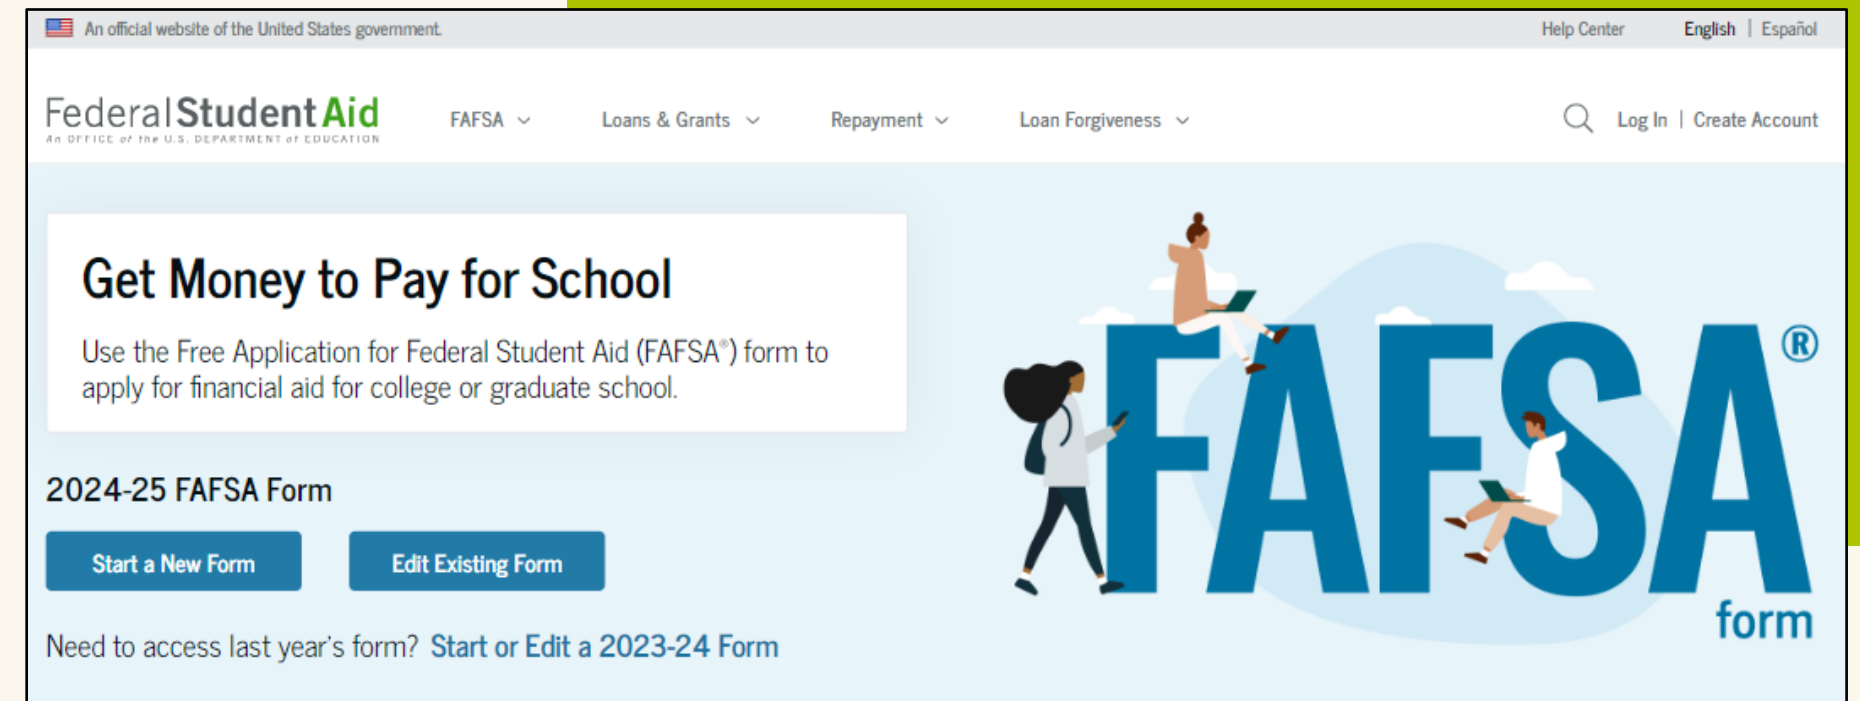 An official website of the United States government.
Help Center English | Español
Federal Student Aid
An OFFICE of the U.S. DEPARTMENT of EDUCATION
FAFSA Loans & Grants Repayment Loan Forgiveness Log In | Create Account
Get Money to Pay for School
Use the Free Application for Federal Student Aid (FAFSA®) form to
apply for financial aid for college or graduate school.
FAFSA®
form
2024-25 FAFSA Form
Start a New Form Edit Existing Form
Need to access last year's form? Start or Edit a 2023-24 Form